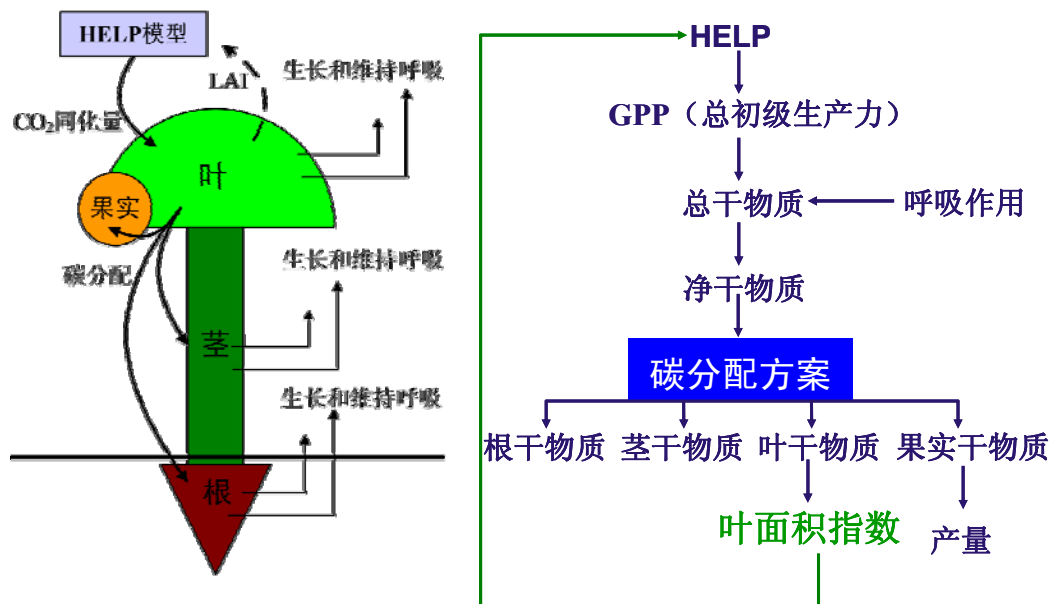 HELP模型
LAI
生长和维持呼吸
CO₂同化量
叶
果实
碳分配
生长和维持呼吸
茎
生长和维持呼吸
根
HELP
GPP（总初级生产力）
总干物质
呼吸作用
净干物质
碳分配方案
根干物质 茎干物质 叶干物质 果实干物质
叶面积指数
产量